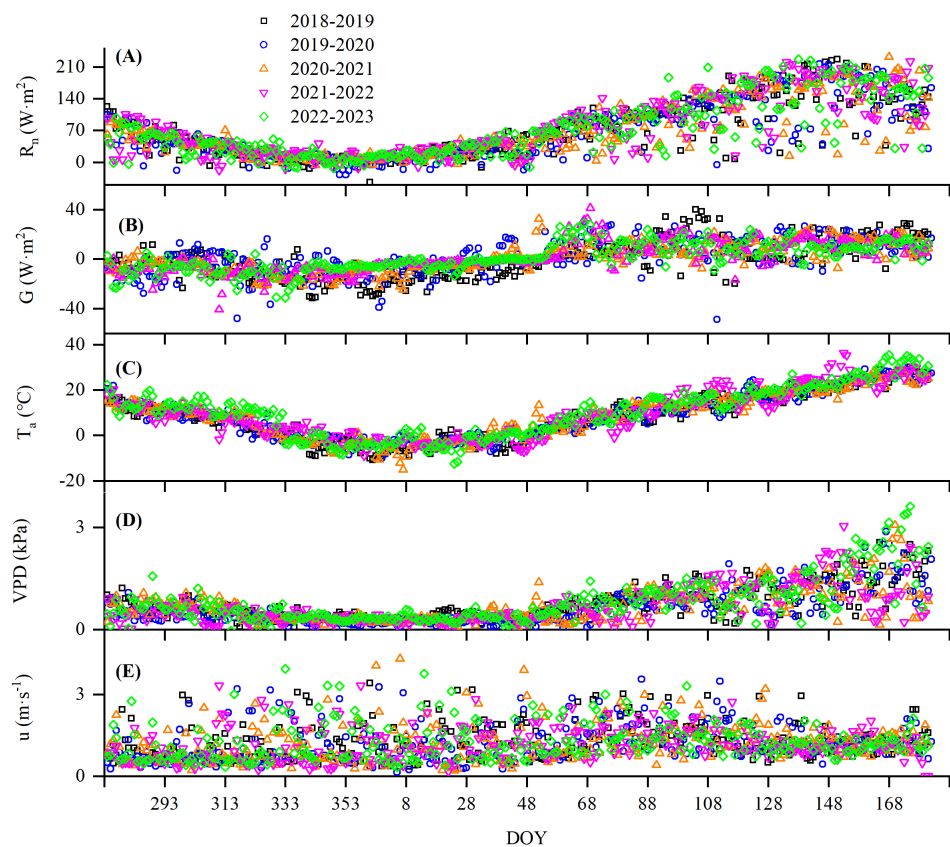 2018-2019
2019-2020
2020-2021
2021-2022
2022-2023
(A)
210
140
70
0
Rn (W·m²)
(B)
40
0
-40
G (W·m²)
(C)
40
20
0
-20
Ta (°C)
(D)
3
0
VPD (kPa)
(E)
3
0
u (m·s-1)
293 313 333 353 8 28 48 68 88 108 128 148 168
DOY